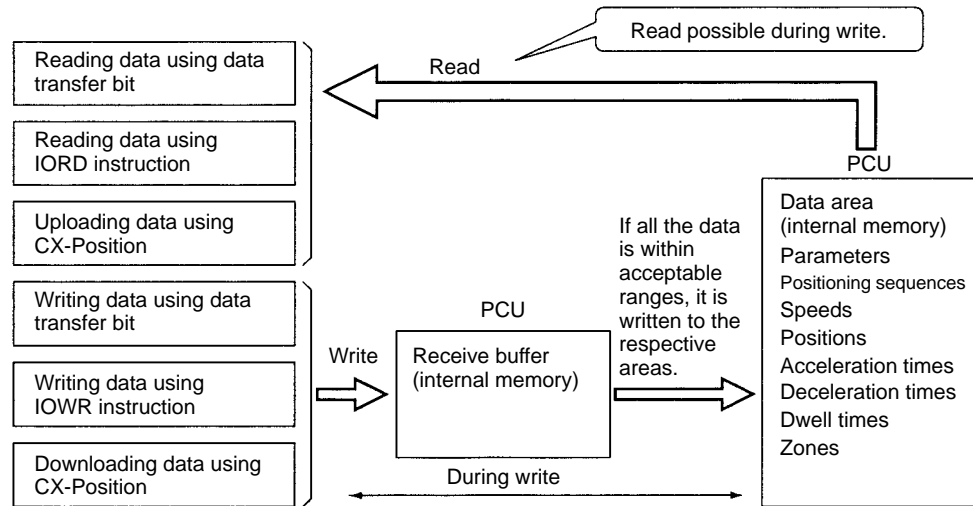 Read possible during write.
Reading data using data
transfer bit
Read
Reading data using
IORD instruction
PCU
Uploading data using
CX-Position
Data area
(internal memory)
Parameters
Positioning sequences
Speeds
Positions
Acceleration times
Deceleration times
Dwell times
Zones
If all the data
is within
acceptable
ranges, it is
written to the
respective
areas.
Writing data using data
transfer bit
PCU
Write
Receive buffer
(internal memory)
Writing data using
IOWR instruction
Downloading data using
CX-Position
During write